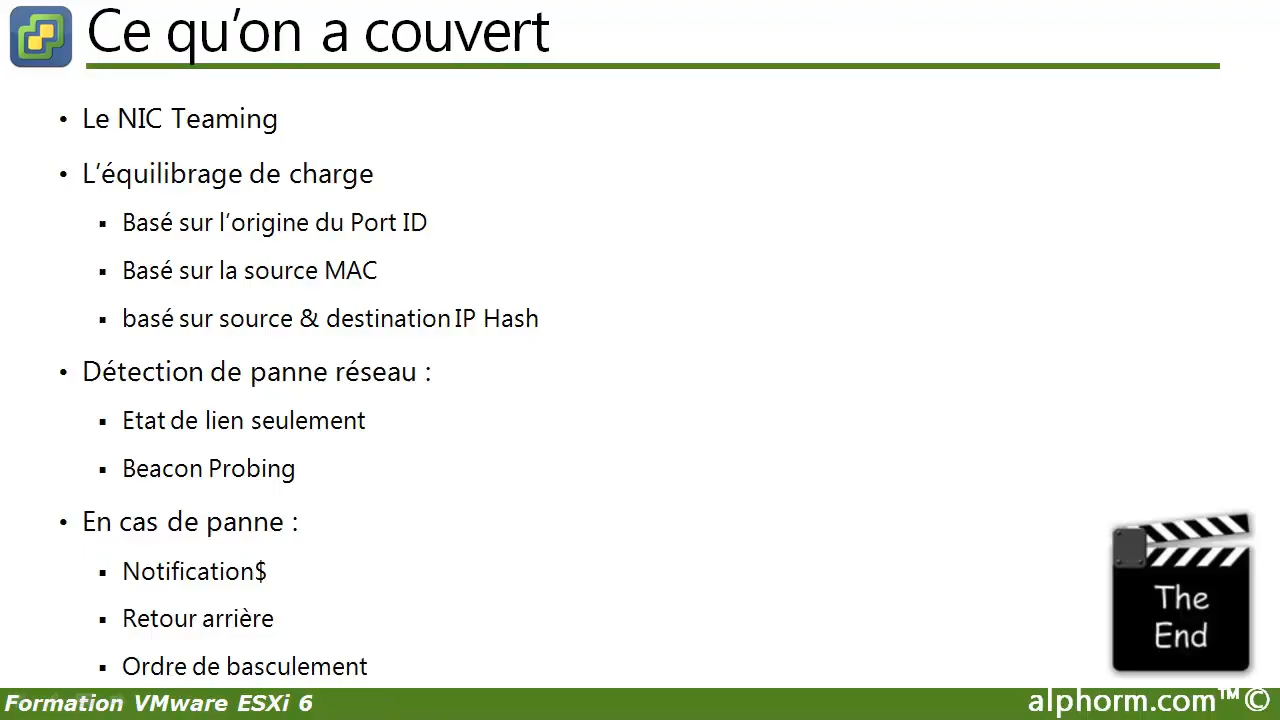 Ce qu'on a couvert
• Le NIC Teaming
• L'équilibrage de charge
▪ Basé sur l'origine du Port ID
▪ Basé sur la source MAC
▪ basé sur source & destination IP Hash
• Détection de panne réseau :
▪ Etat de lien seulement
▪ Beacon Probing
• En cas de panne :
▪ Notification$
▪ Retour arrière
▪ Ordre de basculement
The
End
Formation VMware ESXi 6
alphorm.com™©